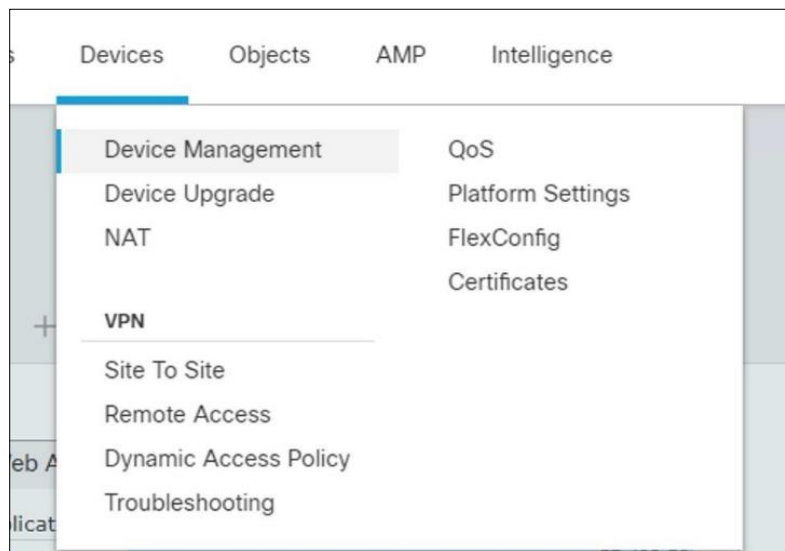 Devices Objects AMP Intelligence
Device Management
Device Upgrade
NAT
VPN
Site To Site
Remote Access
Dynamic Access Policy
Troubleshooting
QoS
Platform Settings
FlexConfig
Certificates